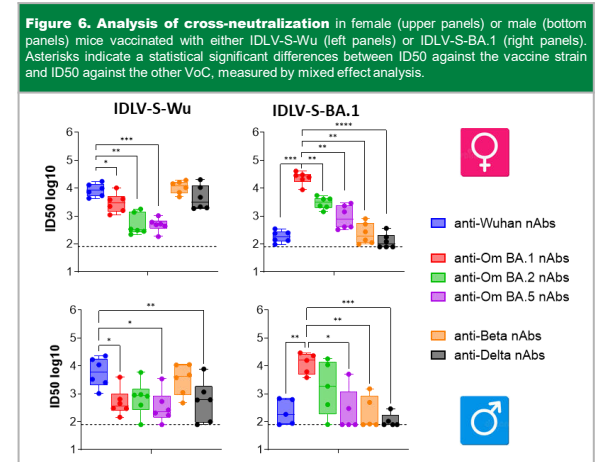 Figure 6. Analysis of cross-neutralization in female (upper panels) or male (bottom
panels) mice vaccinated with either IDLV-S-Wu (left panels) or IDLV-S-BA.1 (right panels).
Asterisks indicate a statistical significant differences between ID50 against the vaccine strain
and ID50 against the other VoC, measured by mixed effect analysis.
IDLV-S-Wu
IDLV-S-BA.1
ID50 log10
6
5
4
3
2
1
***
**
*
6
5
4
3
2
1
****
**
**
***
**
anti-Wuhan nAbs
anti-Om BA.1 nAbs
anti-Om BA.2 nAbs
anti-Om BA.5 nAbs
anti-Beta nAbs
anti-Delta nAbs
ID50 log10
6
5
4
3
2
1
**
*
*
6
5
4
3
2
1
***
**
**
*